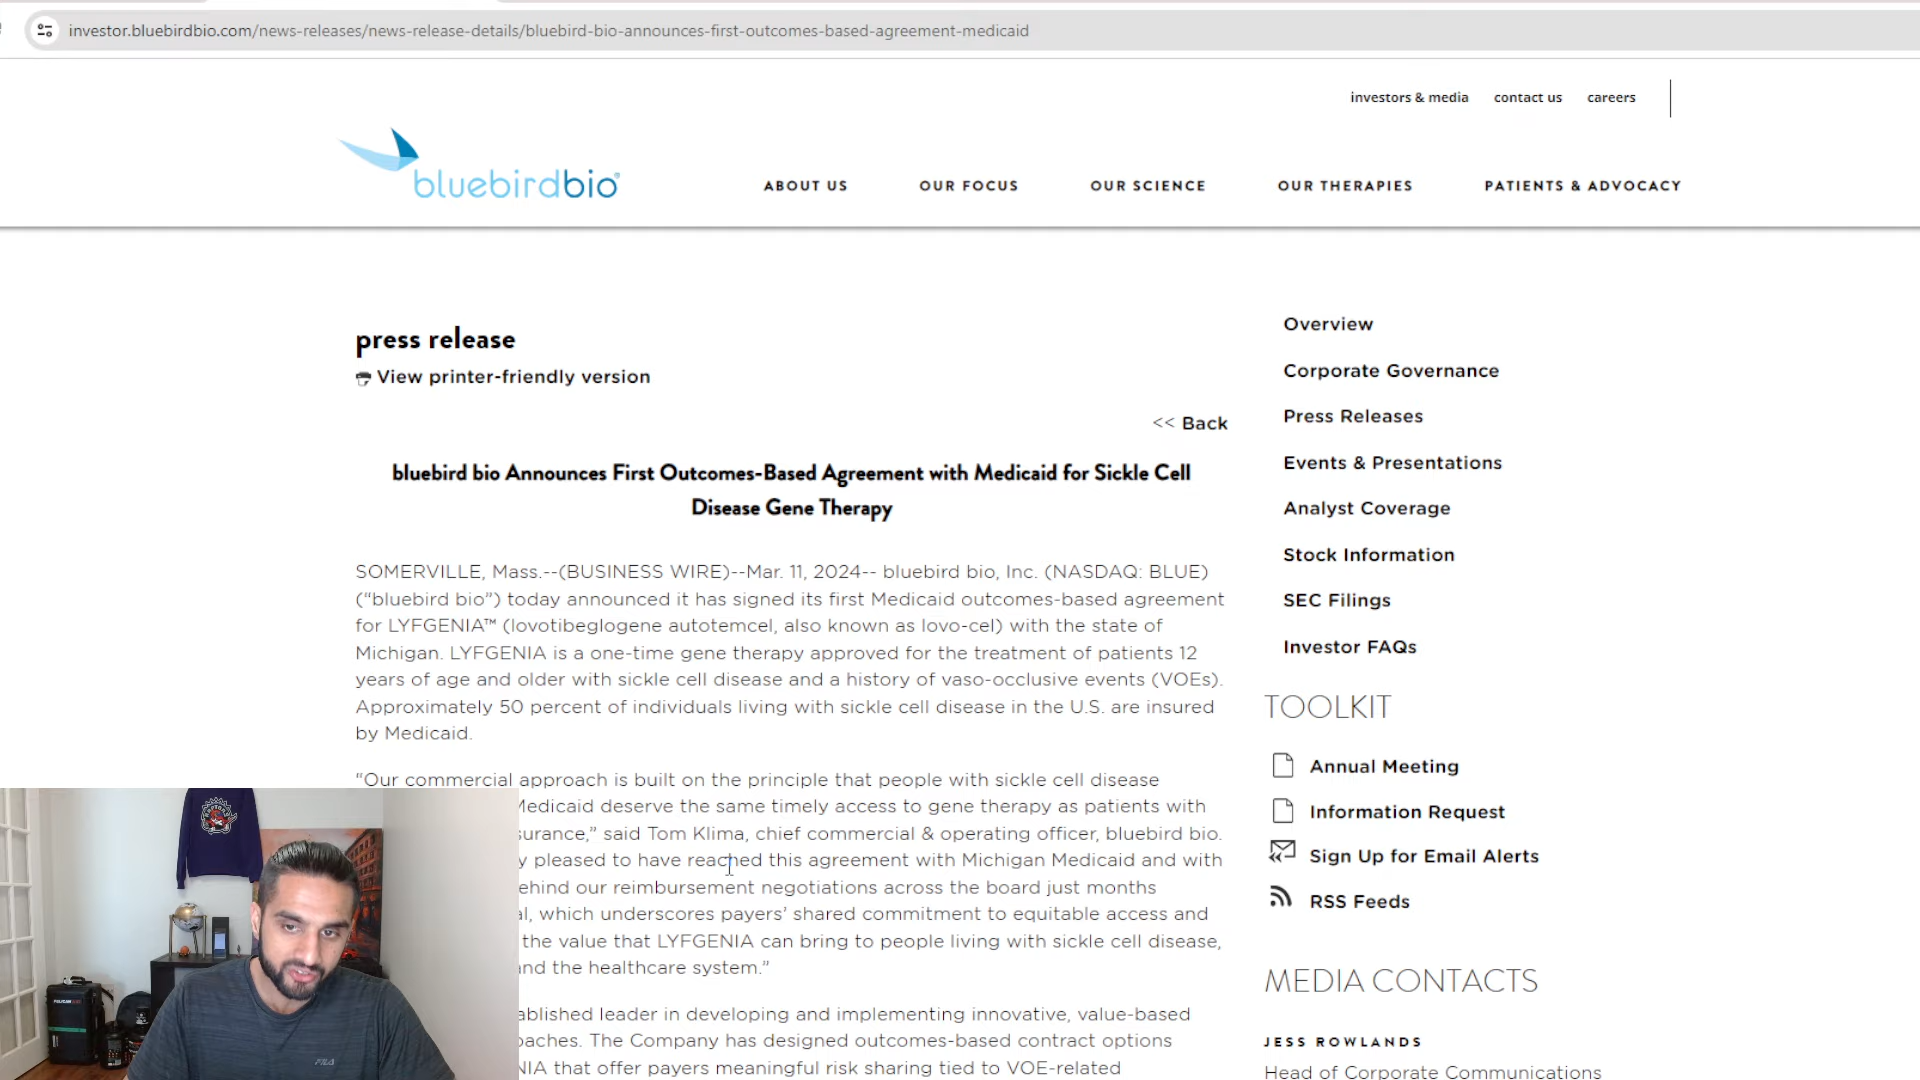 investor.bluebirdbio.com/news-releases/news-release-details/bluebird-bio-announces-first-outcomes-based-agreement-medicaid
investors & media contact us careers
bluebirdbio®
ABOUT US OUR FOCUS OUR SCIENCE OUR THERAPIES PATIENTS & ADVOCACY
press release
View printer-friendly version
<< Back
bluebird bio Announces First Outcomes-Based Agreement with Medicaid for Sickle Cell
Disease Gene Therapy
SOMERVILLE, Mass.--(BUSINESS WIRE)--Mar. 11, 2024-- bluebird bio, Inc. (NASDAQ: BLUE)
(“bluebird bio”) today announced it has signed its first Medicaid outcomes-based agreement
for LYFGENIA™ (lovotibeglogene autotemcel, also known as lovo-cel) with the state of
Michigan. LYFGENIA is a one-time gene therapy approved for the treatment of patients 12
years of age and older with sickle cell disease and a history of vaso-occlusive events (VOEs).
Approximately 50 percent of individuals living with sickle cell disease in the U.S. are insured
by Medicaid.
“Our commercial approach is built on the principle that people with sickle cell disease
Medicaid deserve the same timely access to gene therapy as patients with
surance,” said Tom Klima, chief commercial & operating officer, bluebird bio.
y pleased to have reached this agreement with Michigan Medicaid and with
ehind our reimbursement negotiations across the board just months
al, which underscores payers’ shared commitment to equitable access and
the value that LYFGENIA can bring to people living with sickle cell disease,
and the healthcare system.”
ablished leader in developing and implementing innovative, value-based
oaches. The Company has designed outcomes-based contract options
NIA that offer payers meaningful risk sharing tied to VOE-related
Overview
Corporate Governance
Press Releases
Events & Presentations
Analyst Coverage
Stock Information
SEC Filings
Investor FAQs
TOOLKIT
Annual Meeting
Information Request
Sign Up for Email Alerts
RSS Feeds
MEDIA CONTACTS
JESS ROWLANDS
Head of Corporate Communications
RAPTORS
PELICAN
FILA